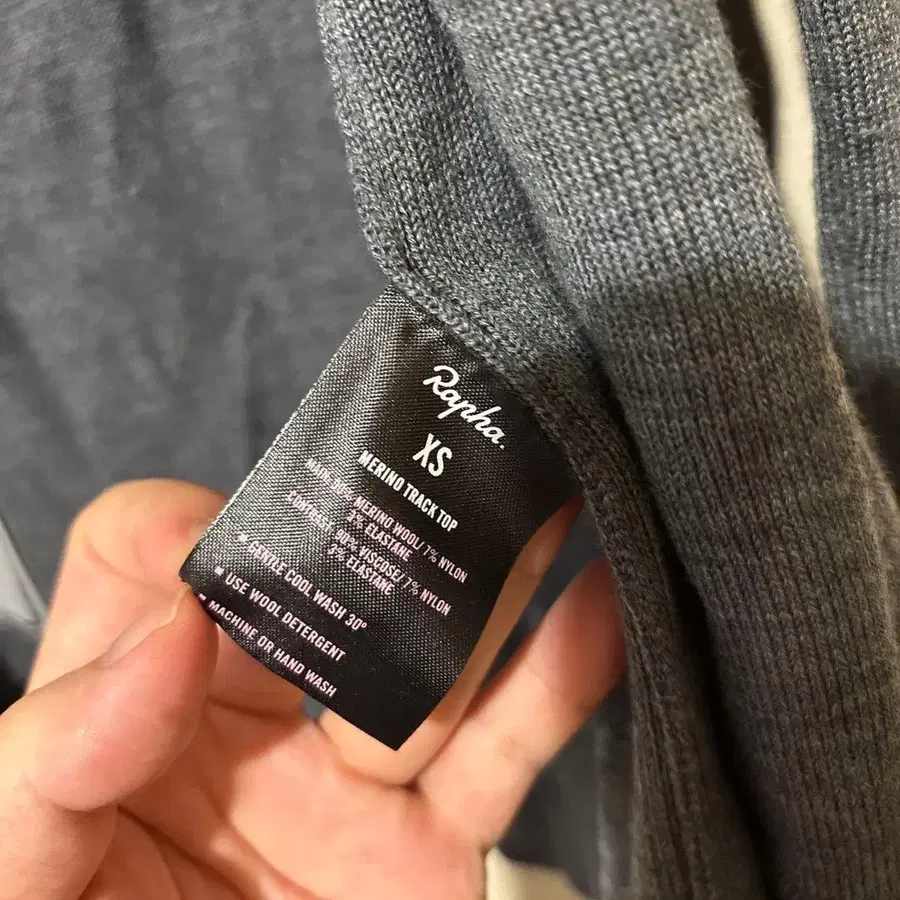 Rapha.
XS
MERINO TRACK TOP
MAIN: 90% MERINO WOOL/7% NYLON
3% ELASTANE
CONTRAST: 90% VISCOSE/7% NYLON
3% ELASTANE
▪ GENTLE COOL WASH 30°
▪ USE WOOL DETERGENT
▪ MACHINE OR HAND WASH